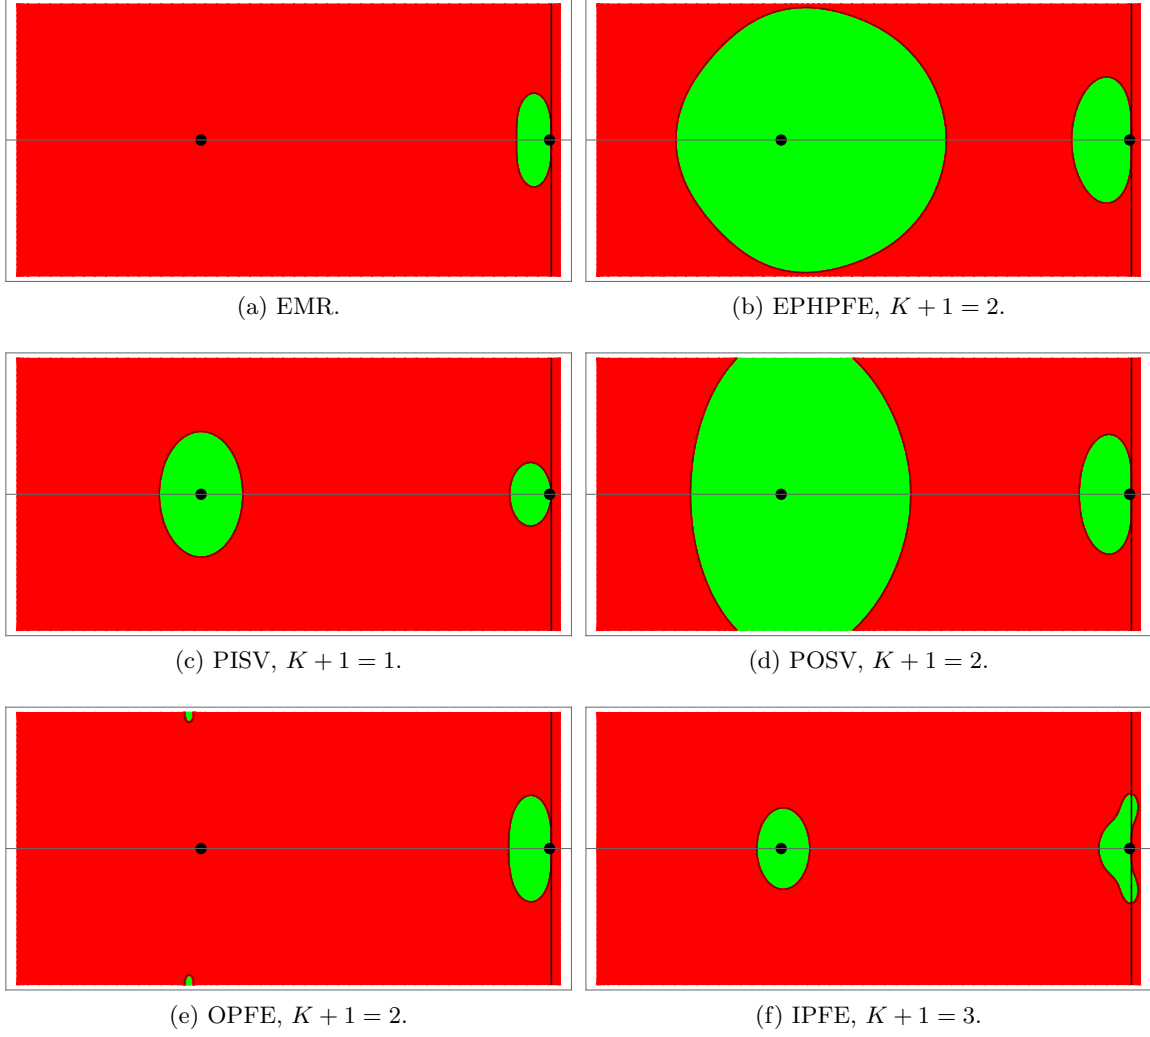 (a) EMR.
(b) EPHPFE, K + 1 = 2.
(c) PISV, K + 1 = 1.
(d) POSV, K + 1 = 2.
(e) OPFE, K + 1 = 2.
(f) IPFE, K + 1 = 3.